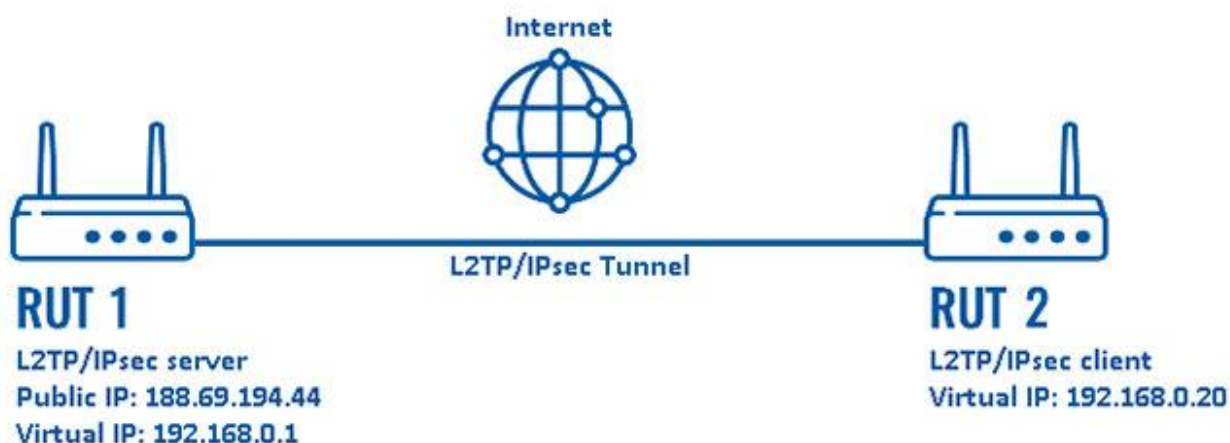 Internet
L2TP/IPsec Tunnel
RUT 1
L2TP/IPsec server
Public IP: 188.69.194.44
Virtual IP: 192.168.0.1
RUT 2
L2TP/IPsec client
Virtual IP: 192.168.0.20